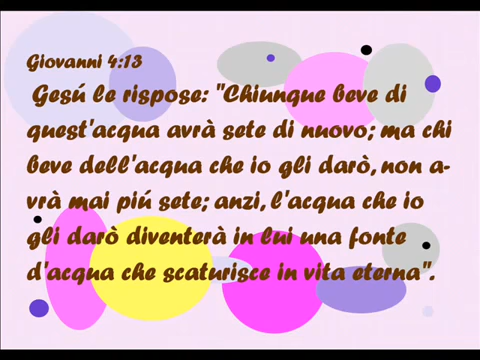 Giovanni 4:13
Gesú le rispose: "Chiunque beve di
quest'acqua avrà sete di nuovo; ma chi
beve dell'acqua che io gli darò, non a-
vrà mai piú sete; anzi, l'acqua che io
gli darò diventerà in lui una fonte
d'acqua che scaturisce in vita eterna".